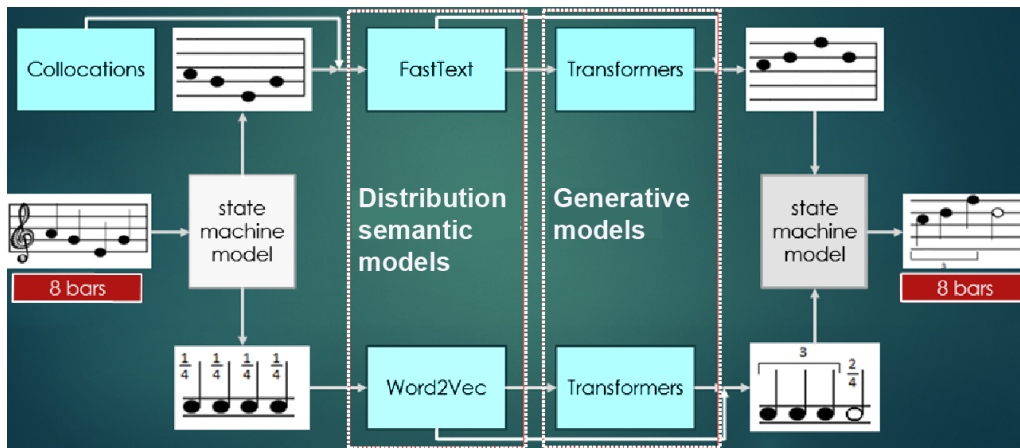 Collocations
FastText
Transformers
state
machine
model
Distribution
semantic
models
Generative
models
state
machine
model
8 bars
8 bars
3
1/4 1/4 1/4 1/4
Word2Vec
Transformers
3
2/4